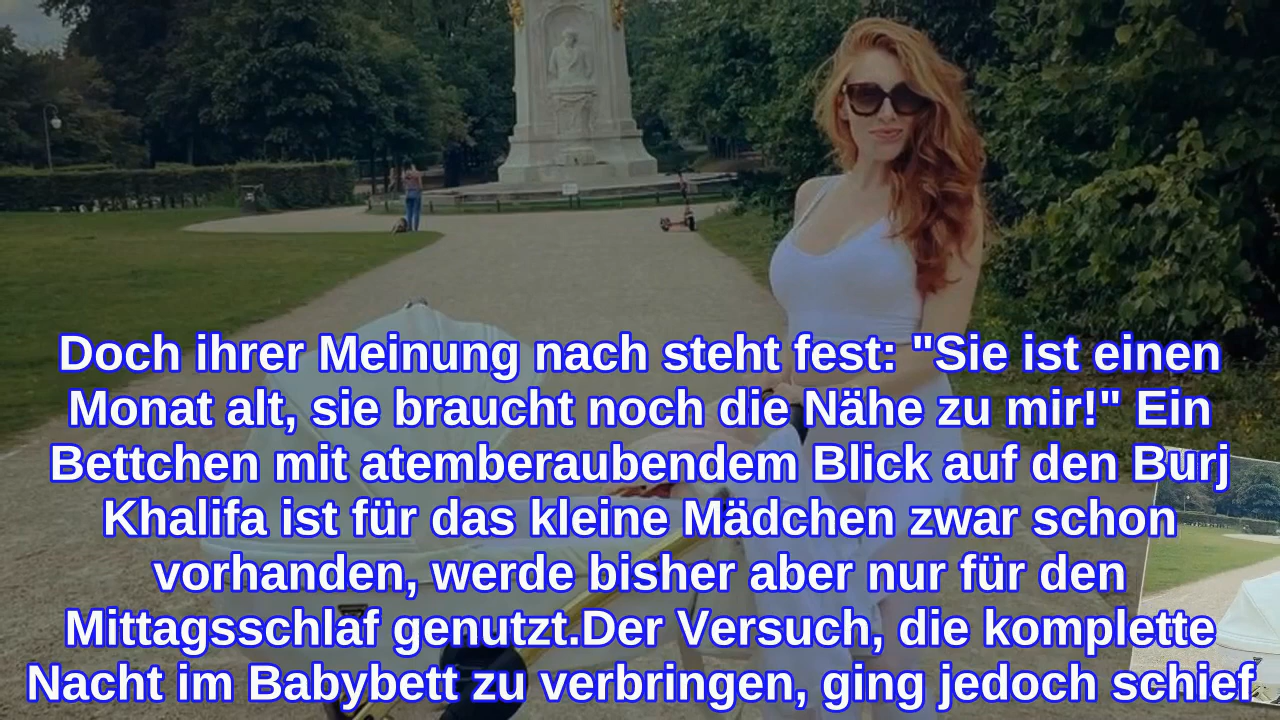 Doch ihrer Meinung nach steht fest: "Sie ist einen
Monat alt, sie braucht noch die Nähe zu mir!" Ein
Bettchen mit atemberaubendem Blick auf den Burj
Khalifa ist für das kleine Mädchen zwar schon
vorhanden, werde bisher aber nur für den
Mittagsschlaf genutzt.Der Versuch, die komplette
Nacht im Babybett zu verbringen, ging jedoch schief